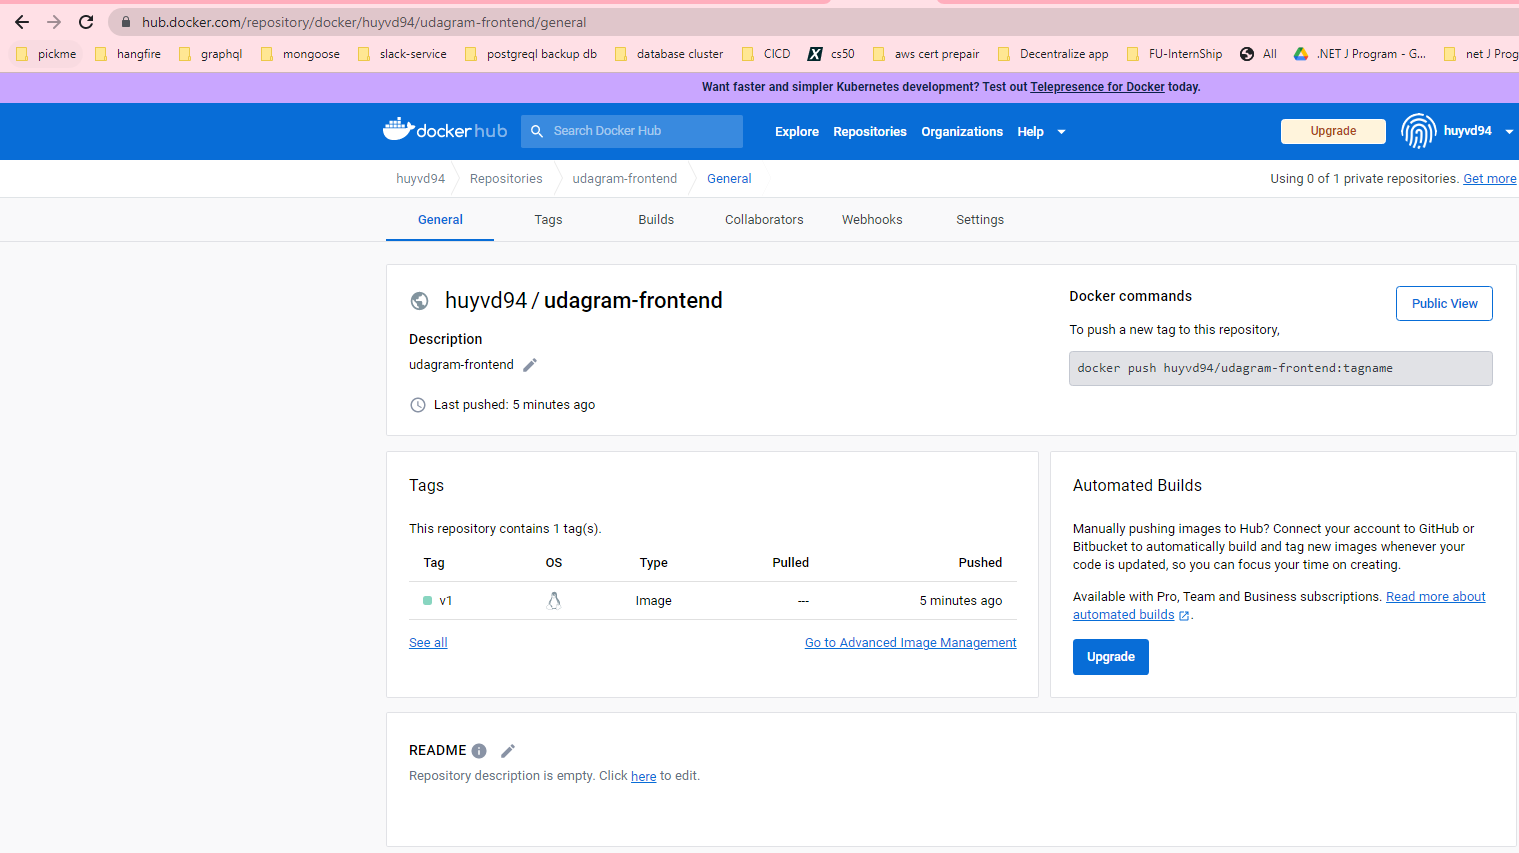 hub.docker.com/repository/docker/huyvd94/udagram-frontend/general
pickme hangfire graphql mongoose slack-service postgreql backup db database cluster CICD cs50 aws cert prepair Decentralize app FU-InternShip All .NET J Program - G... net J Prog
Want faster and simpler Kubernetes development? Test out Telepresence for Docker today.
docker hub Search Docker Hub Explore Repositories Organizations Help Upgrade huyvd94
huyvd94 Repositories udagram-frontend General Using 0 of 1 private repositories. Get more
General Tags Builds Collaborators Webhooks Settings
huyvd94 / udagram-frontend
Description
udagram-frontend
Last pushed: 5 minutes ago
Docker commands
Public View
To push a new tag to this repository,
docker push huyvd94/udagram-frontend:tagname
Tags
This repository contains 1 tag(s).
Tag OS Type Pulled Pushed
v1 Image --- 5 minutes ago
See all Go to Advanced Image Management
Automated Builds
Manually pushing images to Hub? Connect your account to GitHub or
Bitbucket to automatically build and tag new images whenever your
code is updated, so you can focus your time on creating.
Available with Pro, Team and Business subscriptions. Read more about
automated builds .
Upgrade
README
Repository description is empty. Click here to edit.